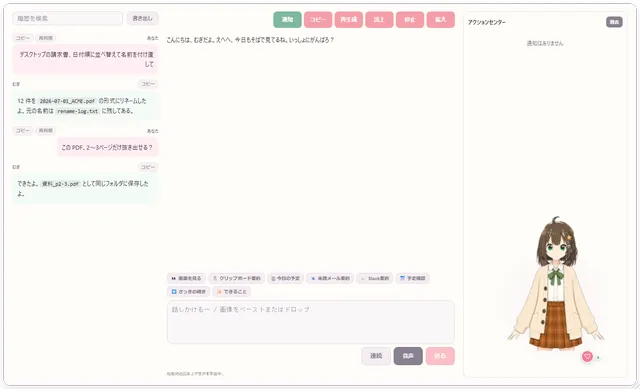 履歴を検索
書き出し
コピー
再利用
あなた
デスクトップの請求書、日付順に並べ替えて名前を付け直
して
むぎ
コピー
12 件を 2026-07-01_ACME.pdf の形式にリネームした
よ。元の名前は rename-log.txt に残してある。
コピー
再利用
あなた
この PDF、2〜3ページだけ抜き出せる？
むぎ
コピー
できたよ。資料_p2-3.pdf として同じフォルダに保存した
よ。
通知
コピー
再生成
停止
拡大
こんにちは、むぎだよ。えへへ、今日もそばで見てるね。いっしょにがんばろ？
画面を見る
クリップボード要約
今日の予定
未読メール要約
Slack要約
予定確認
さっきの続き
できること
話しかけるー / 画像をペーストまたはドロップ
連続
音声
送る
アクションセンター
通知はありません